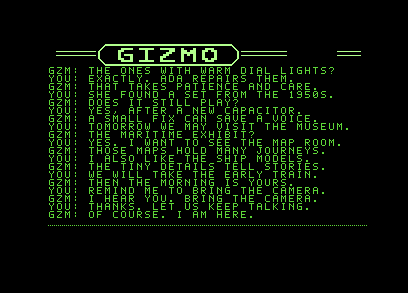 GIZMO
GZM: THE ONES WITH WARM DIAL LIGHTS?
YOU: EXACTLY. ADA REPAIRS THEM.
GZM: THAT TAKES PATIENCE AND CARE.
YOU: SHE FOUND A SET FROM THE 1950S.
GZM: DOES IT STILL PLAY?
YOU: YES, AFTER A NEW CAPACITOR.
GZM: A SMALL FIX CAN SAVE A VOICE.
YOU: TOMORROW WE MAY VISIT THE MUSEUM.
GZM: THE MARITIME EXHIBIT?
YOU: YES. I WANT TO SEE THE MAP ROOM.
GZM: THOSE MAPS HOLD MANY JOURNEYS.
YOU: I ALSO LIKE THE SHIP MODELS.
GZM: THE TINY DETAILS TELL STORIES.
YOU: WE WILL TAKE THE EARLY TRAIN.
GZM: THEN THE MORNING IS YOURS.
YOU: REMIND ME TO BRING THE CAMERA.
GZM: I HEAR YOU. BRING THE CAMERA.
YOU: THANKS. LET US KEEP TALKING.
GZM: OF COURSE. I AM HERE.